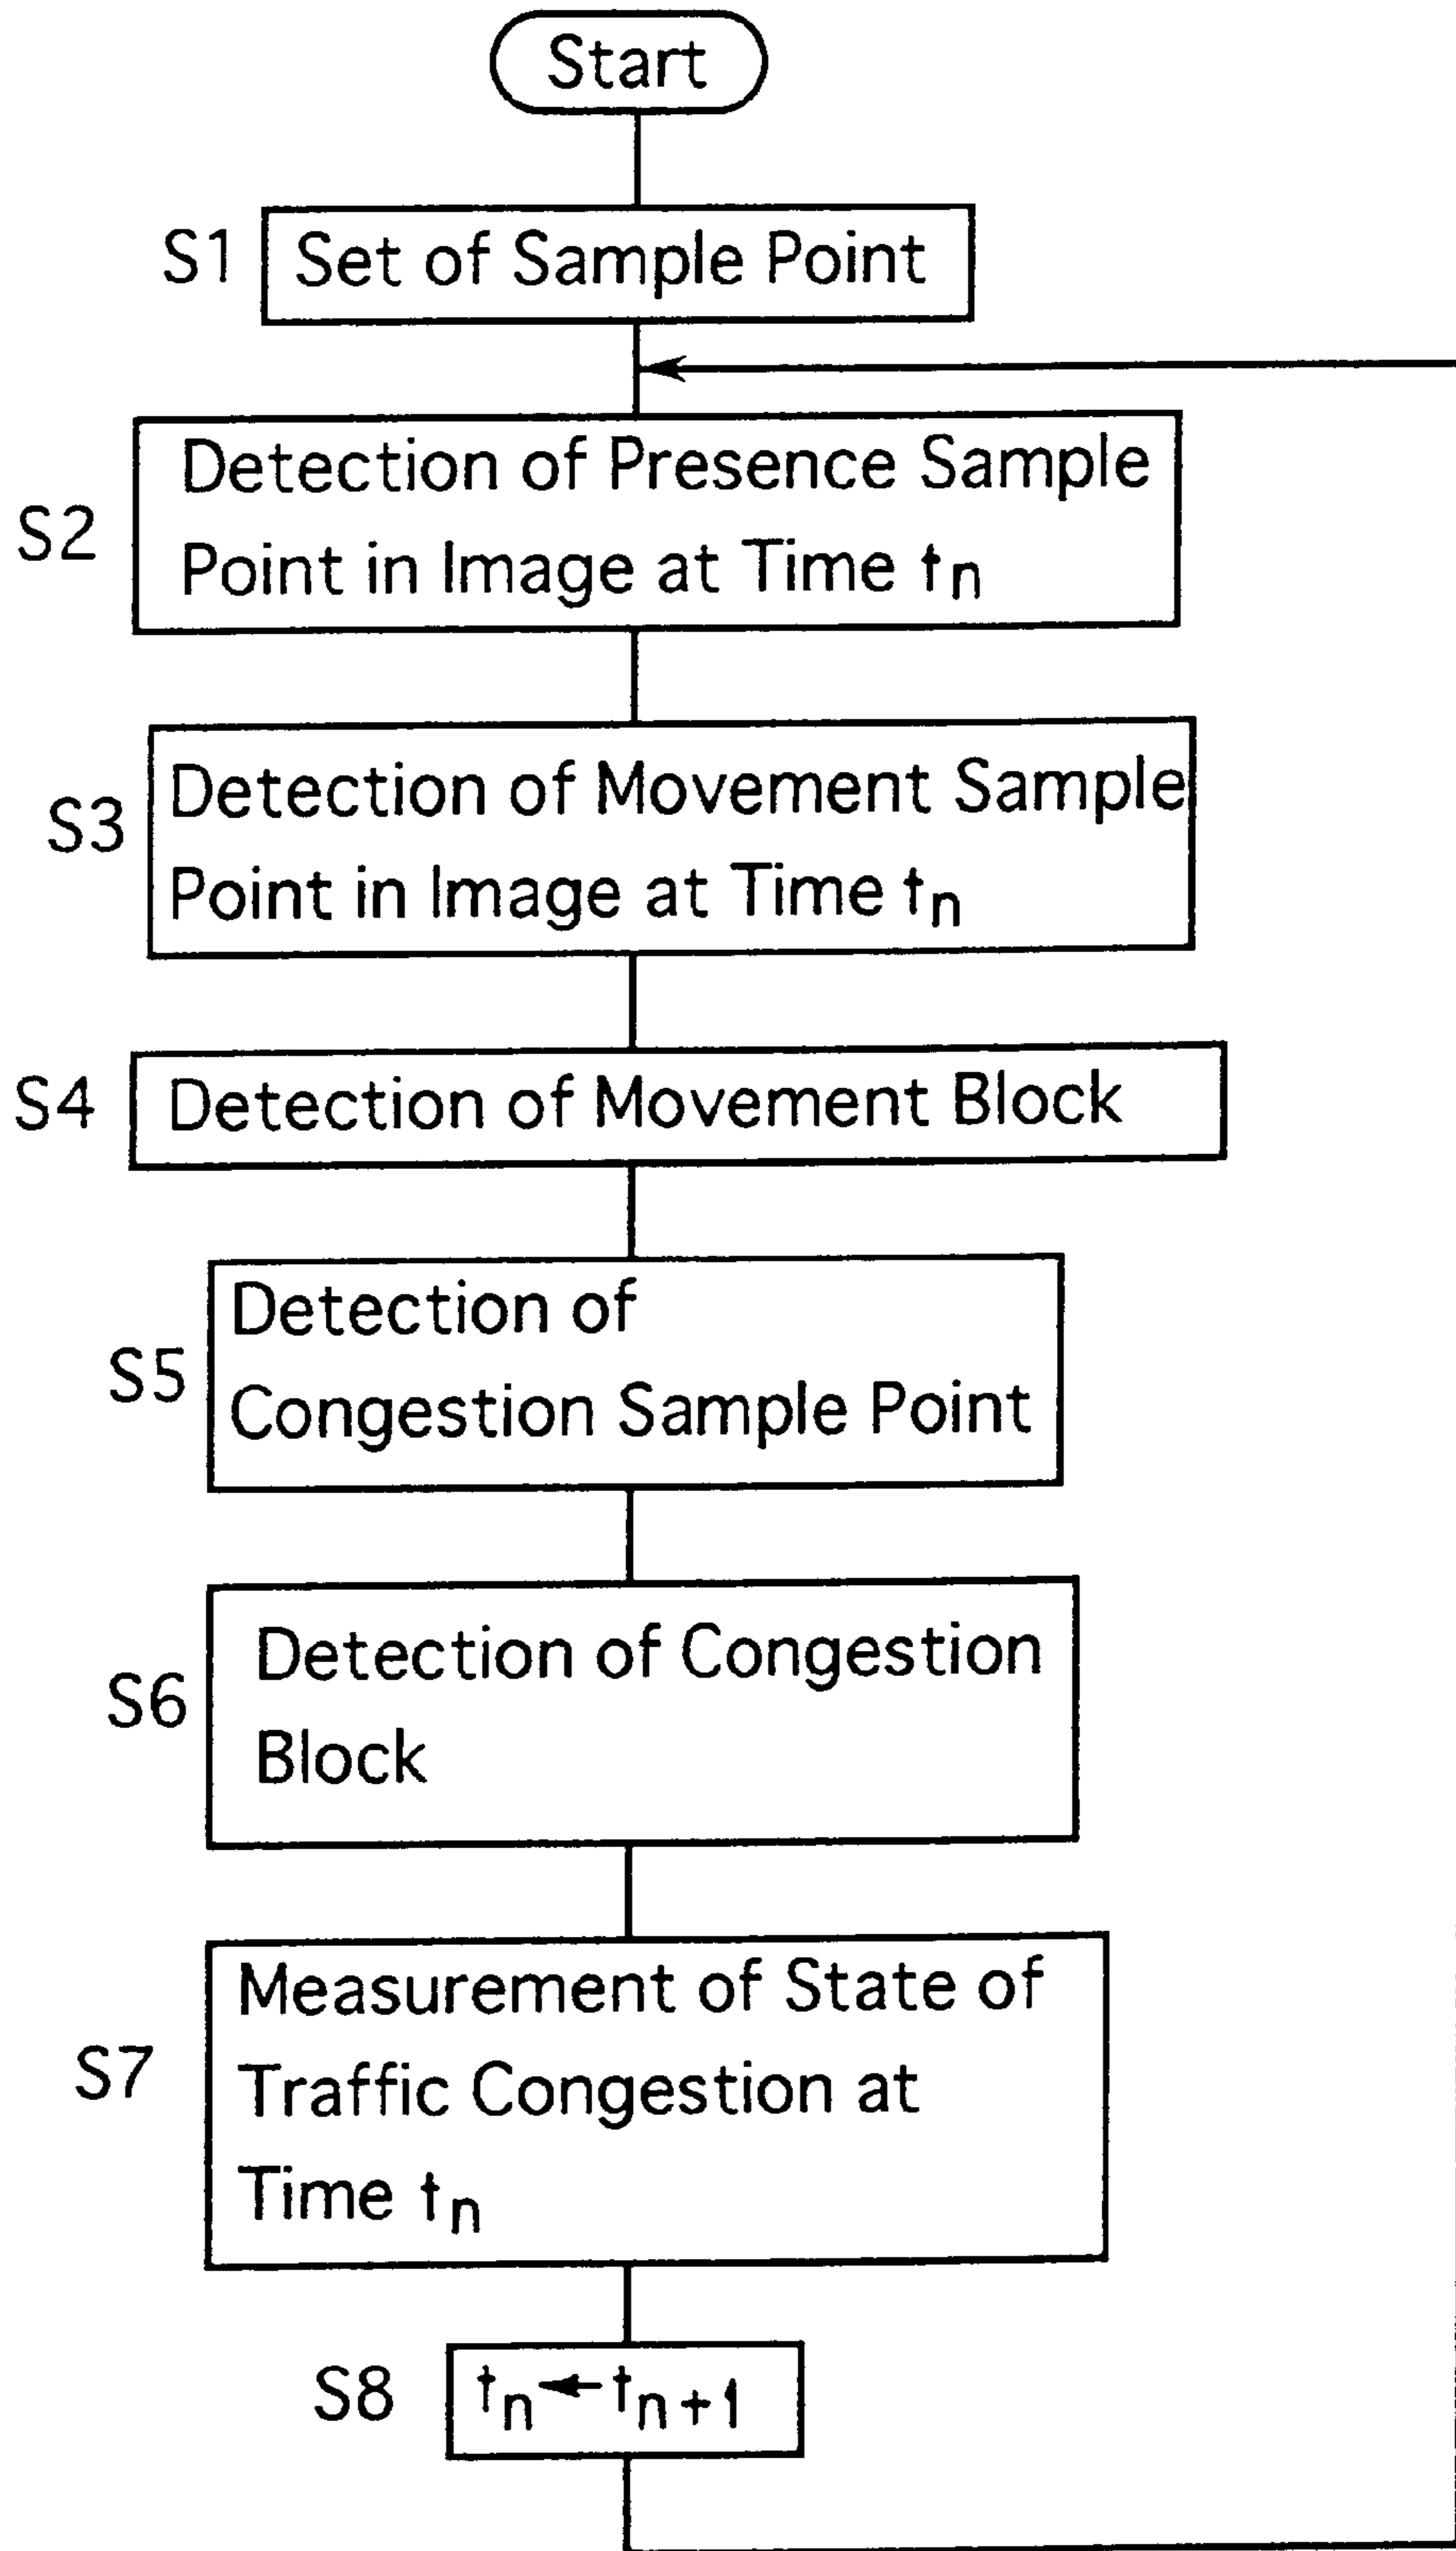 Start
S1 Set of Sample Point
S2
Detection of Presence Sample
Point in Image at Time tn
S3
Detection of Movement Sample
Point in Image at Time tn
S4 Detection of Movement Block
S5
Detection of
Congestion Sample Point
S6
Detection of Congestion
Block
S7
Measurement of State of
Traffic Congestion at
Time tn
S8 tn←tn+1